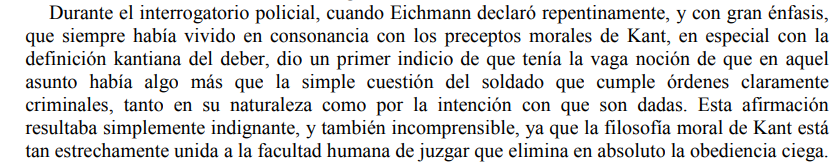 Durante el interrogatorio policial, cuando Eichmann declaró repentinamente, y con gran énfasis,
que siempre había vivido en consonancia con los preceptos morales de Kant, en especial con la
definición kantiana del deber, dio un primer indicio de que tenía la vaga noción de que en aquel
asunto había algo más que la simple cuestión del soldado que cumple órdenes claramente
criminales, tanto en su naturaleza como por la intención con que son dadas. Esta afirmación
resultaba simplemente indignante, y también incomprensible, ya que la filosofía moral de Kant está
tan estrechamente unida a la facultad humana de juzgar que elimina en absoluto la obediencia ciega.